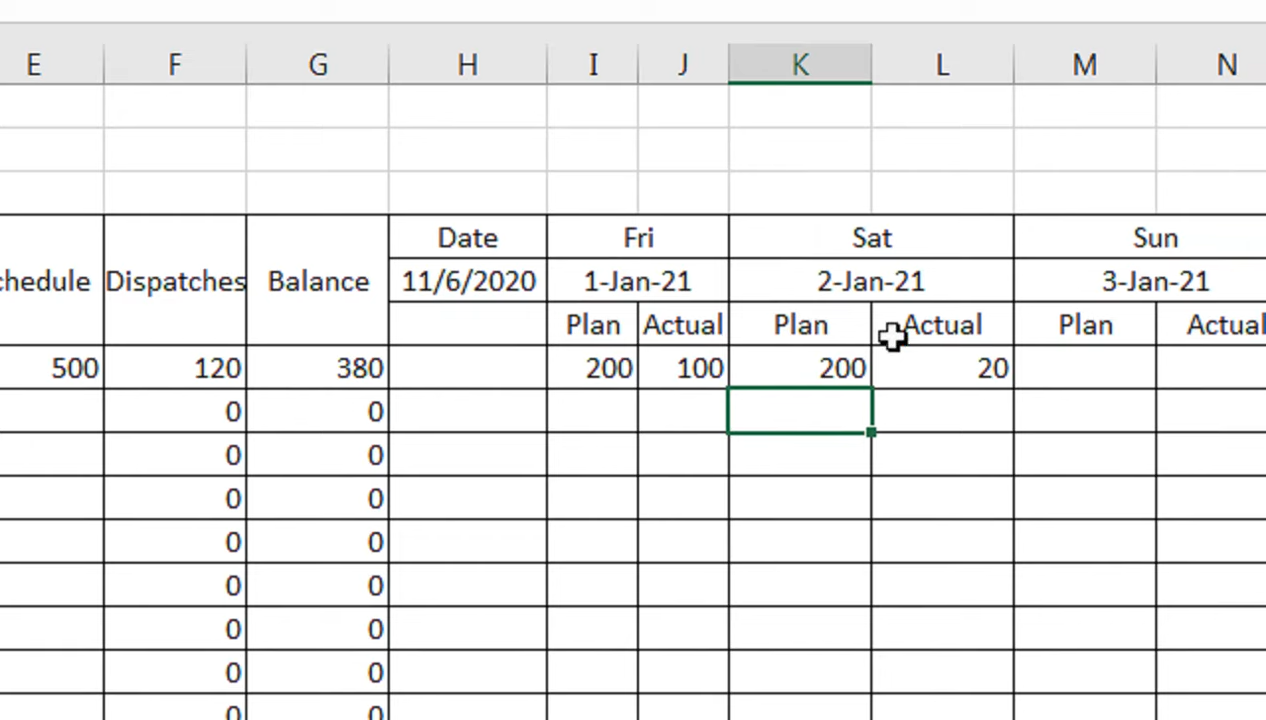 E F G H I J K L M N
Date Fri Sat Sun
chedule Dispatches Balance 11/6/2020 1-Jan-21 2-Jan-21 3-Jan-21
Plan Actual Plan Actual Plan Actual
500 120 380 200 100 200 20
0 0
0 0
0 0
0 0
0 0
0 0
0 0
0 0